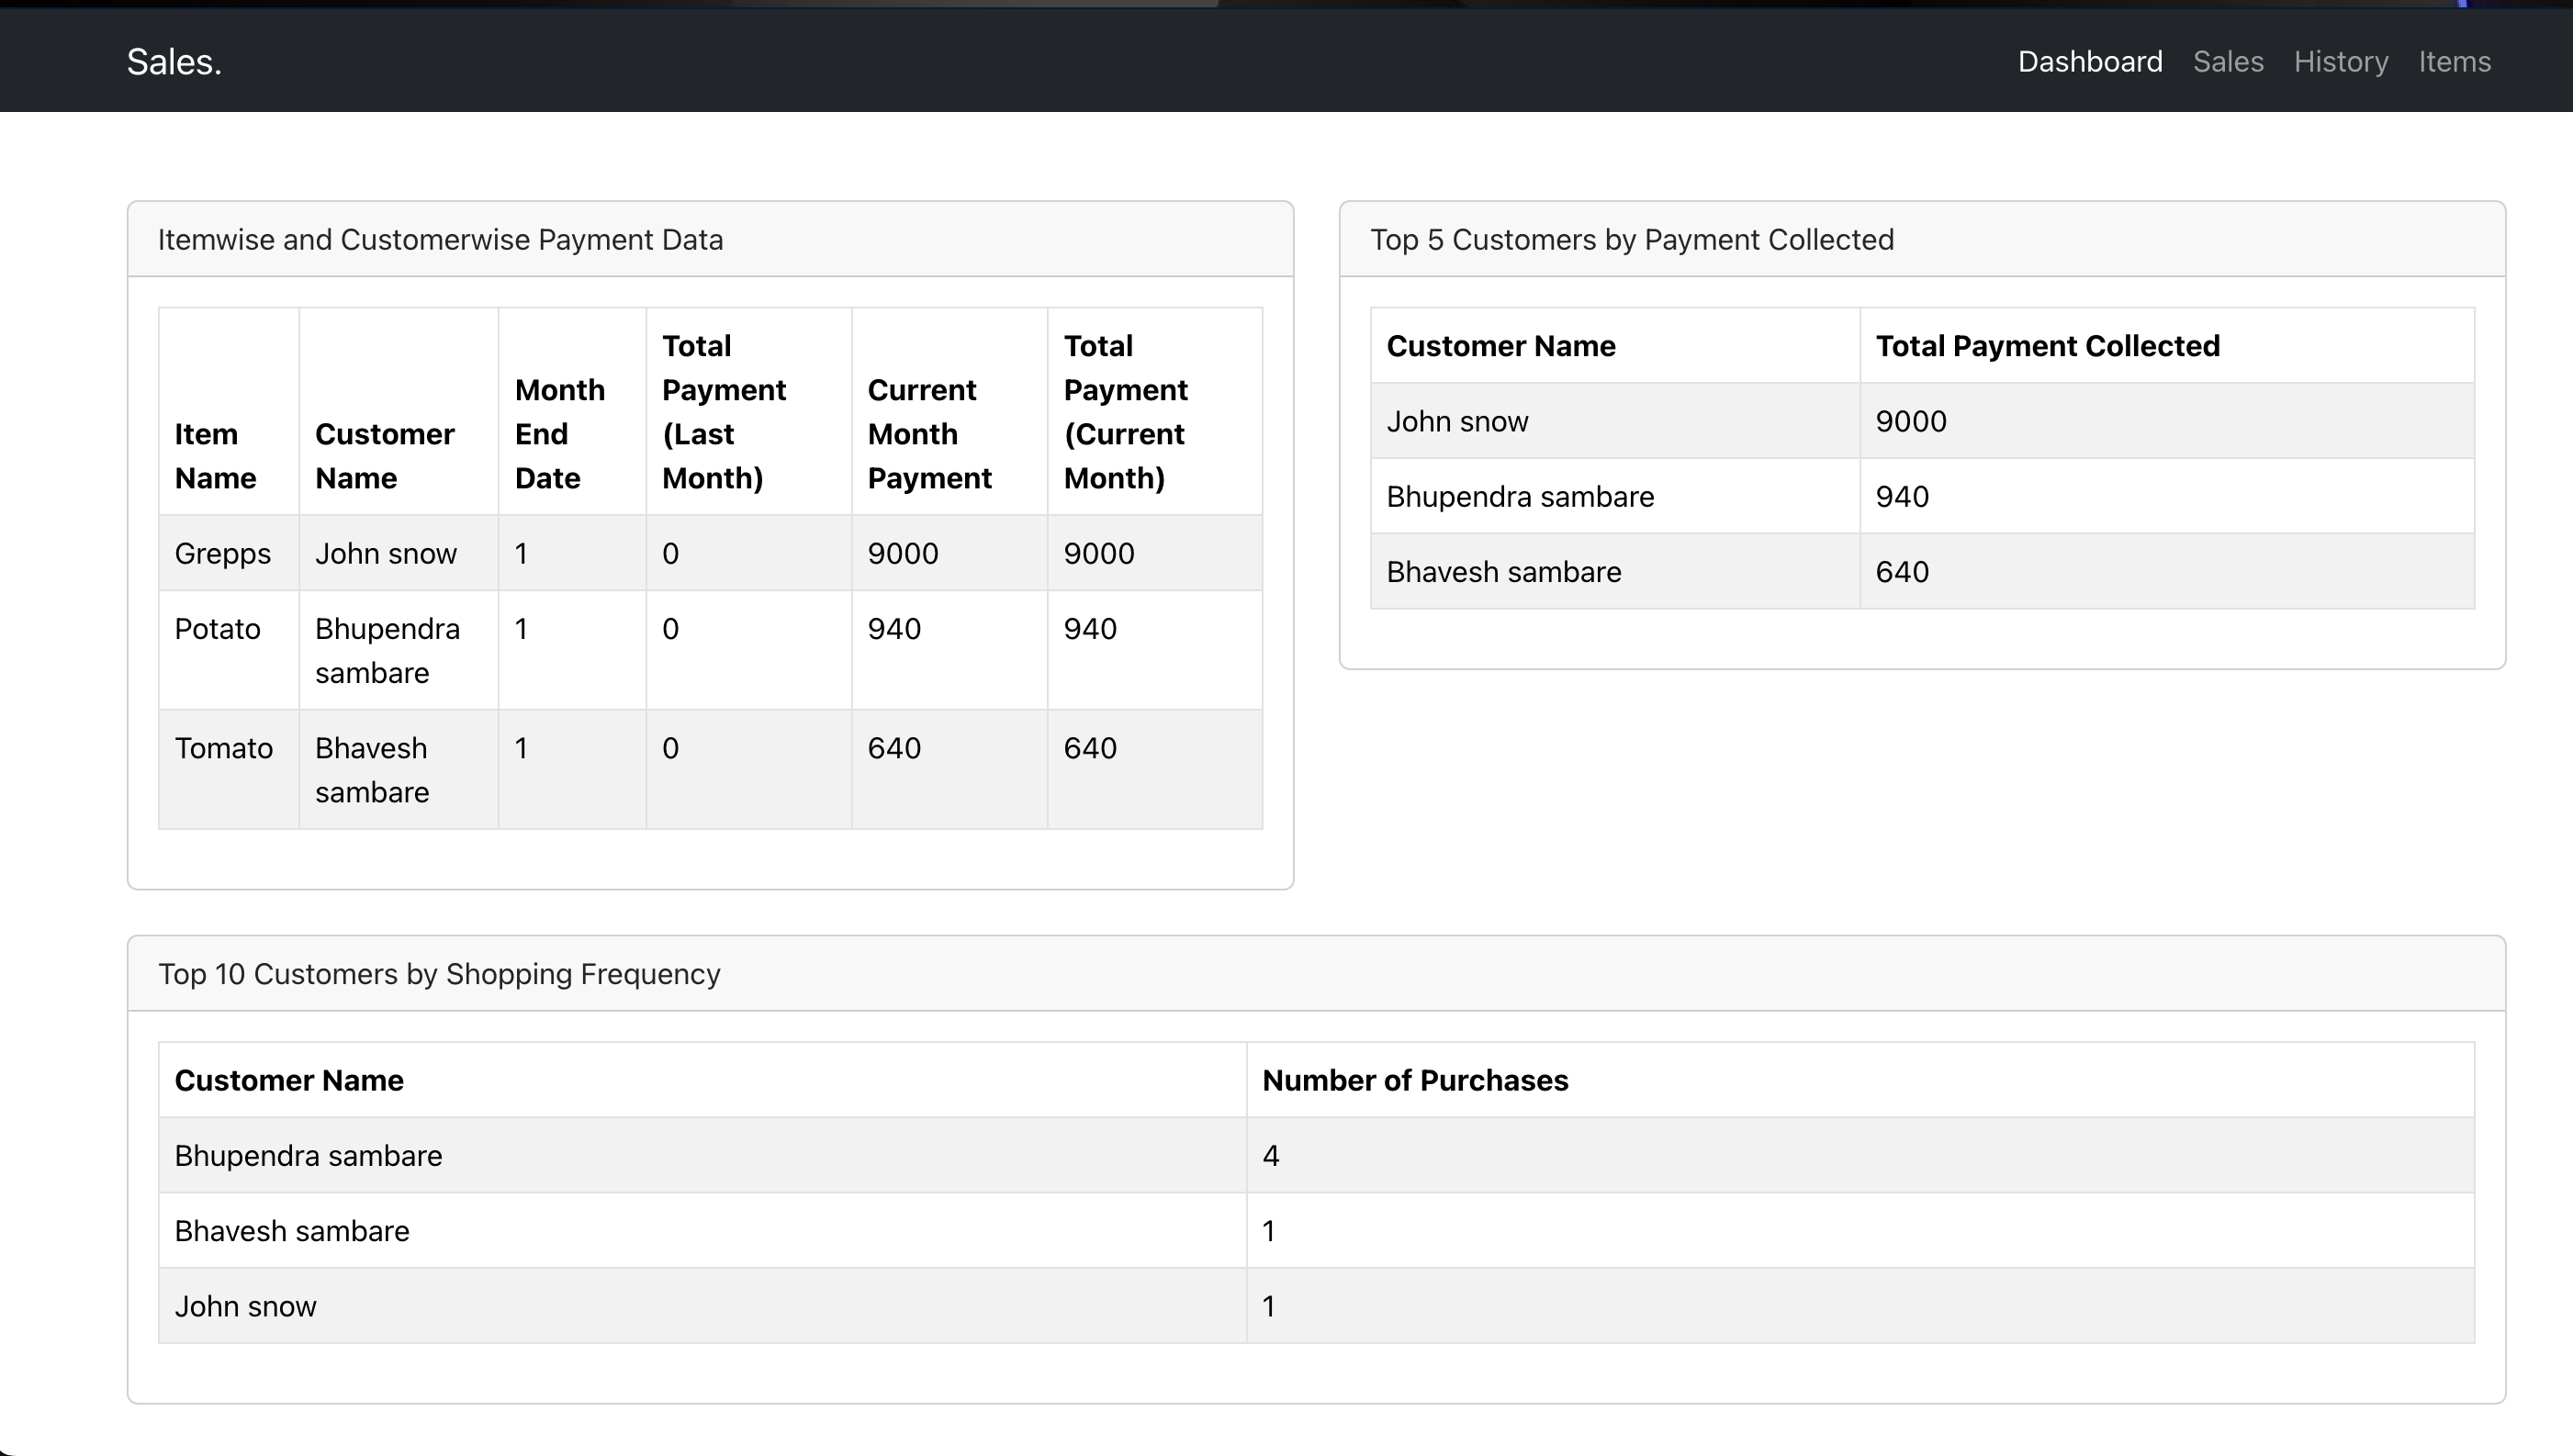 Sales.
Dashboard Sales History Items
Itemwise and Customerwise Payment Data
Item Name Customer Name Month End Date Total Payment (Last Month) Current Month Payment Total Payment (Current Month)
Grepps John snow 1 0 9000 9000
Potato Bhupendra sambare 1 0 940 940
Tomato Bhavesh sambare 1 0 640 640
Top 5 Customers by Payment Collected
Customer Name Total Payment Collected
John snow 9000
Bhupendra sambare 940
Bhavesh sambare 640
Top 10 Customers by Shopping Frequency
Customer Name Number of Purchases
Bhupendra sambare 4
Bhavesh sambare 1
John snow 1